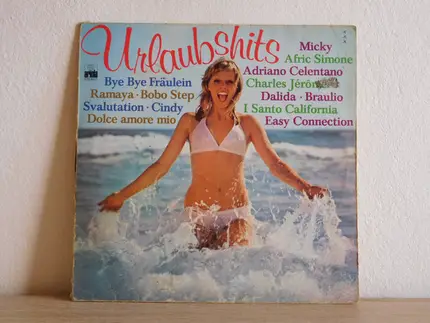 Urlaubshits
Bye Bye Fräulein
Ramaya · Bobo Step
Svalutation · Cindy
Dolce amore mio
Micky
Afric Simone
Adriano Celentano
Charles Jérôme
Dalida · Braulio
I Santo California
Easy Connection